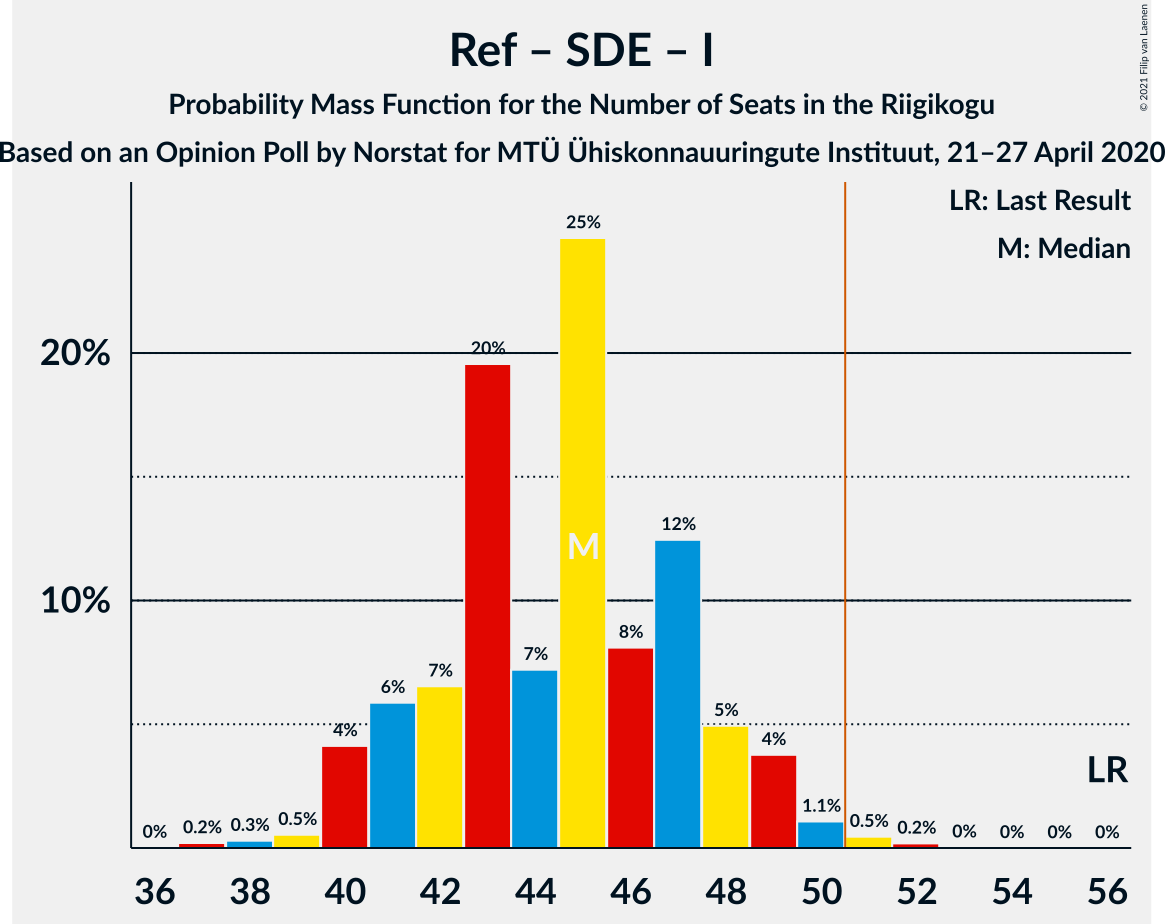 Ref – SDE – I
Probability Mass Function for the Number of Seats in the Riigikogu
Based on an Opinion Poll by Norstat for MTÜ Ühiskonnauuringute Instituut, 21–27 April 2020
© 2021 Filip van Laenen
LR: Last Result
M: Median
25%
20%
20%
M
12%
10%
8%
7%
7%
6%
5%
4%
4%
LR
0% 0.2% 0.3% 0.5% 1.1% 0.5% 0.2% 0% 0% 0% 0%
36 38 40 42 44 46 48 50 52 54 56